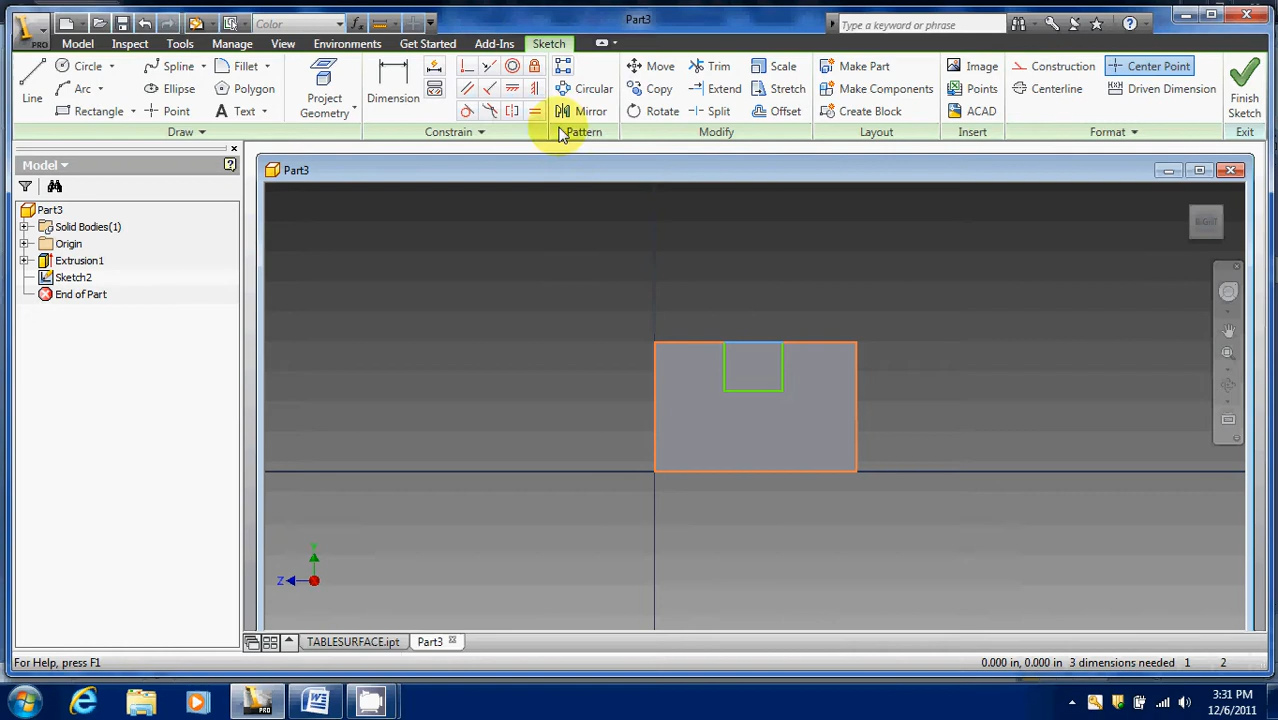 Color
Part3
Type a keyword or phrase
PRO
Model Inspect Tools Manage View Environments Get Started Add-Ins Sketch
Line Circle Spline Fillet Project Geometry Dimension Move Trim Scale Make Part Image Construction Center Point Finish Sketch
Arc Ellipse Polygon Circular Copy Extend Stretch Make Components Points Centerline Driven Dimension
Rectangle Point Text Mirror Rotate Split Offset Create Block ACAD
Draw Constrain Pattern Modify Layout Insert Format Exit
Model
Part3
Part3
Solid Bodies(1)
Origin
Extrusion1
Sketch2
End of Part
RIGHT
Y
Z
TABLESURFACE.ipt Part3
For Help, press F1
0.000 in, 0.000 in 3 dimensions needed 1 2
PRO
3:31 PM
12/6/2011